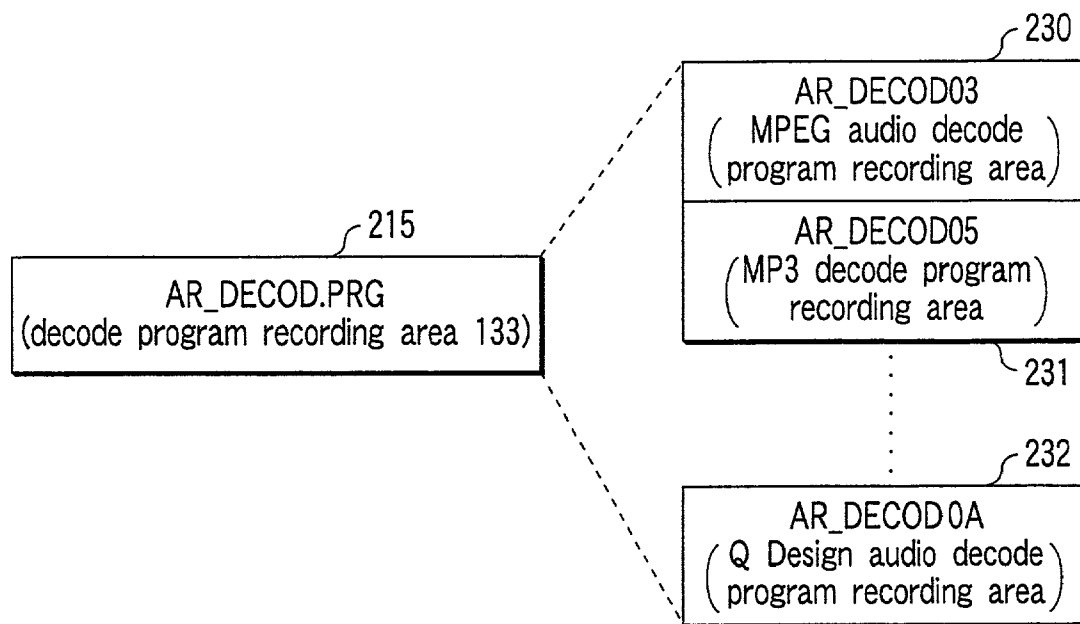 230
AR_DECOD03
(MPEG audio decode
program recording area)
AR_DECOD05
(MP3 decode program
recording area)
231
215
AR_DECOD.PRG
(decode program recording area 133)
232
AR_DECOD0A
(Q Design audio decode
program recording area)